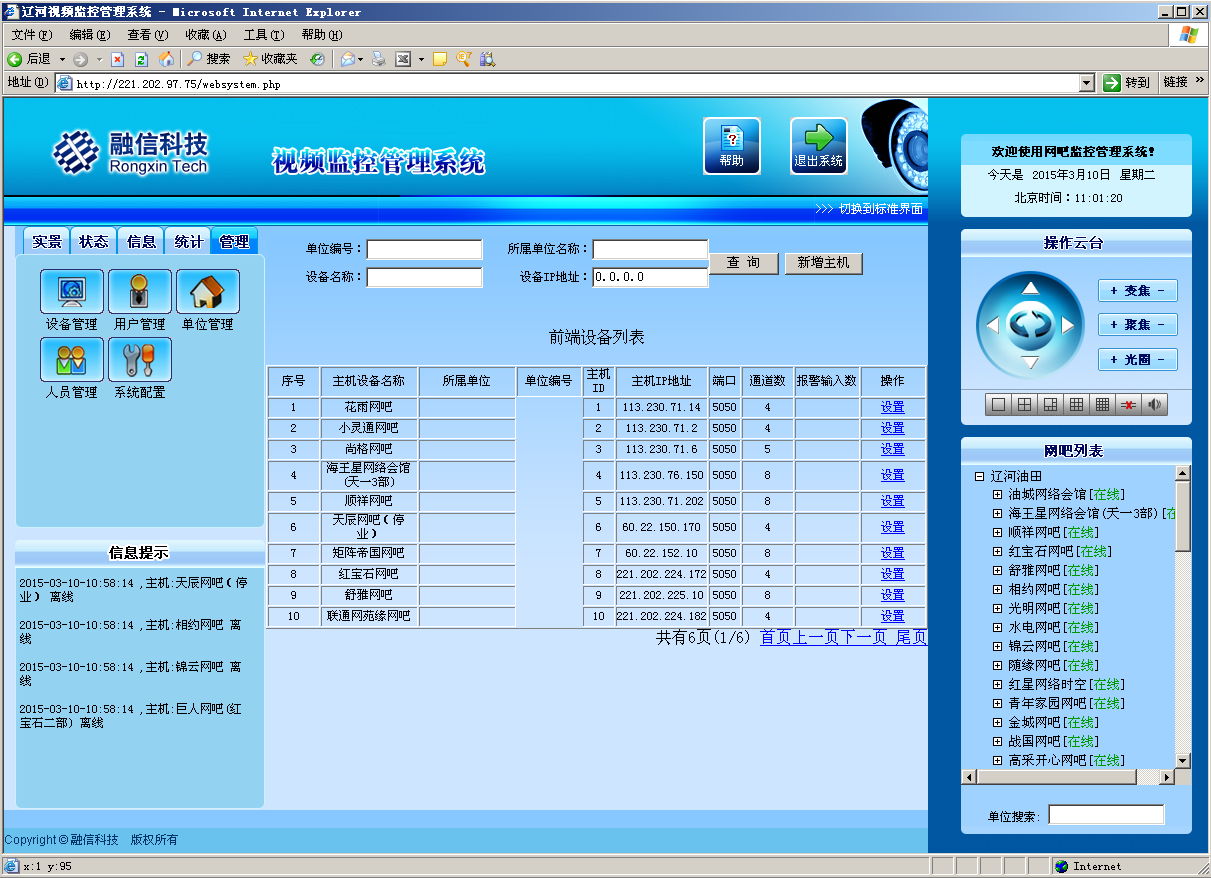 辽河视频监控管理系统 - Microsoft Internet Explorer
文件(F) 编辑(E) 查看(V) 收藏(A) 工具(T) 帮助(H)
后退 搜索 收藏夹
地址(D) http://221.202.97.75/websystem.php 转到 链接 »
融信科技
Rongxin Tech
视频监控管理系统
帮助 退出系统
>>> 切换到标准界面
实景 状态 信息 统计 管理
设备管理 用户管理 单位管理
人员管理 系统配置
信息提示
2015-03-10-10:58:14 ,主机:天辰网吧(停
业) 离线
2015-03-10-10:58:14 ,主机:相约网吧 离
线
2015-03-10-10:58:14 ,主机:锦云网吧 离
线
2015-03-10-10:58:14 ,主机:巨人网吧(红
宝石二部) 离线
单位编号: 所属单位名称:
设备名称: 设备IP地址: 0.0.0.0
查 询 新增主机
前端设备列表
序号 主机设备名称 所属单位 单位编号 主机ID 主机IP地址 端口 通道数 报警输入数 操作
1 花雨网吧 1 113.230.71.14 5050 4 设置
2 小灵通网吧 2 113.230.71.2 5050 4 设置
3 尚格网吧 3 113.230.71.6 5050 5 设置
4 海王星网络会馆(天一3部) 4 113.230.76.150 5050 8 设置
5 顺祥网吧 5 113.230.71.202 5050 8 设置
6 天辰网吧(停业) 6 60.22.150.170 5050 4 设置
7 矩阵帝国网吧 7 60.22.152.10 5050 8 设置
8 红宝石网吧 8 221.202.224.172 5050 4 设置
9 舒雅网吧 9 221.202.225.10 5050 8 设置
10 联通网苑缘网吧 10 221.202.224.182 5050 4 设置
共有6页(1/6) 首页上一页下一页 尾页
欢迎使用网吧监控管理系统!
今天是 2015年3月10日 星期二
北京时间:11:01:20
操作云台
+ 变焦 -
+ 聚焦 -
+ 光圈 -
网吧列表
辽河油田
油城网络会馆[在线]
海王星网络会馆(天一3部)[在
顺祥网吧[在线]
红宝石网吧[在线]
舒雅网吧[在线]
相约网吧[在线]
光明网吧[在线]
水电网吧[在线]
锦云网吧[在线]
随缘网吧[在线]
红星网络时空[在线]
青年家园网吧[在线]
金城网吧[在线]
战国网吧[在线]
高采开心网吧[在线]
单位搜索:
Copyright © 融信科技 版权所有
x:1 y:95 Internet